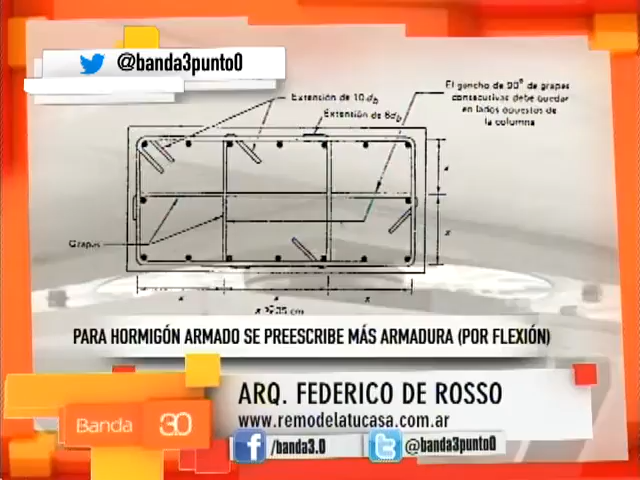 @banda3punto0
Extensión de 10 db
Extensión de 6db
El gancho de 90° de grapas
consecutivas debe quedar
en lados opuestos de
la columna
x
x
Grapas
x
x
x
cm
PARA HORMIGÓN ARMADO SE PREESCRIBE MÁS ARMADURA (POR FLEXIÓN)
ARQ. FEDERICO DE ROSSO
www.remodelatucasa.com.ar
Banda 3.0
/banda3.0
@banda3punto0